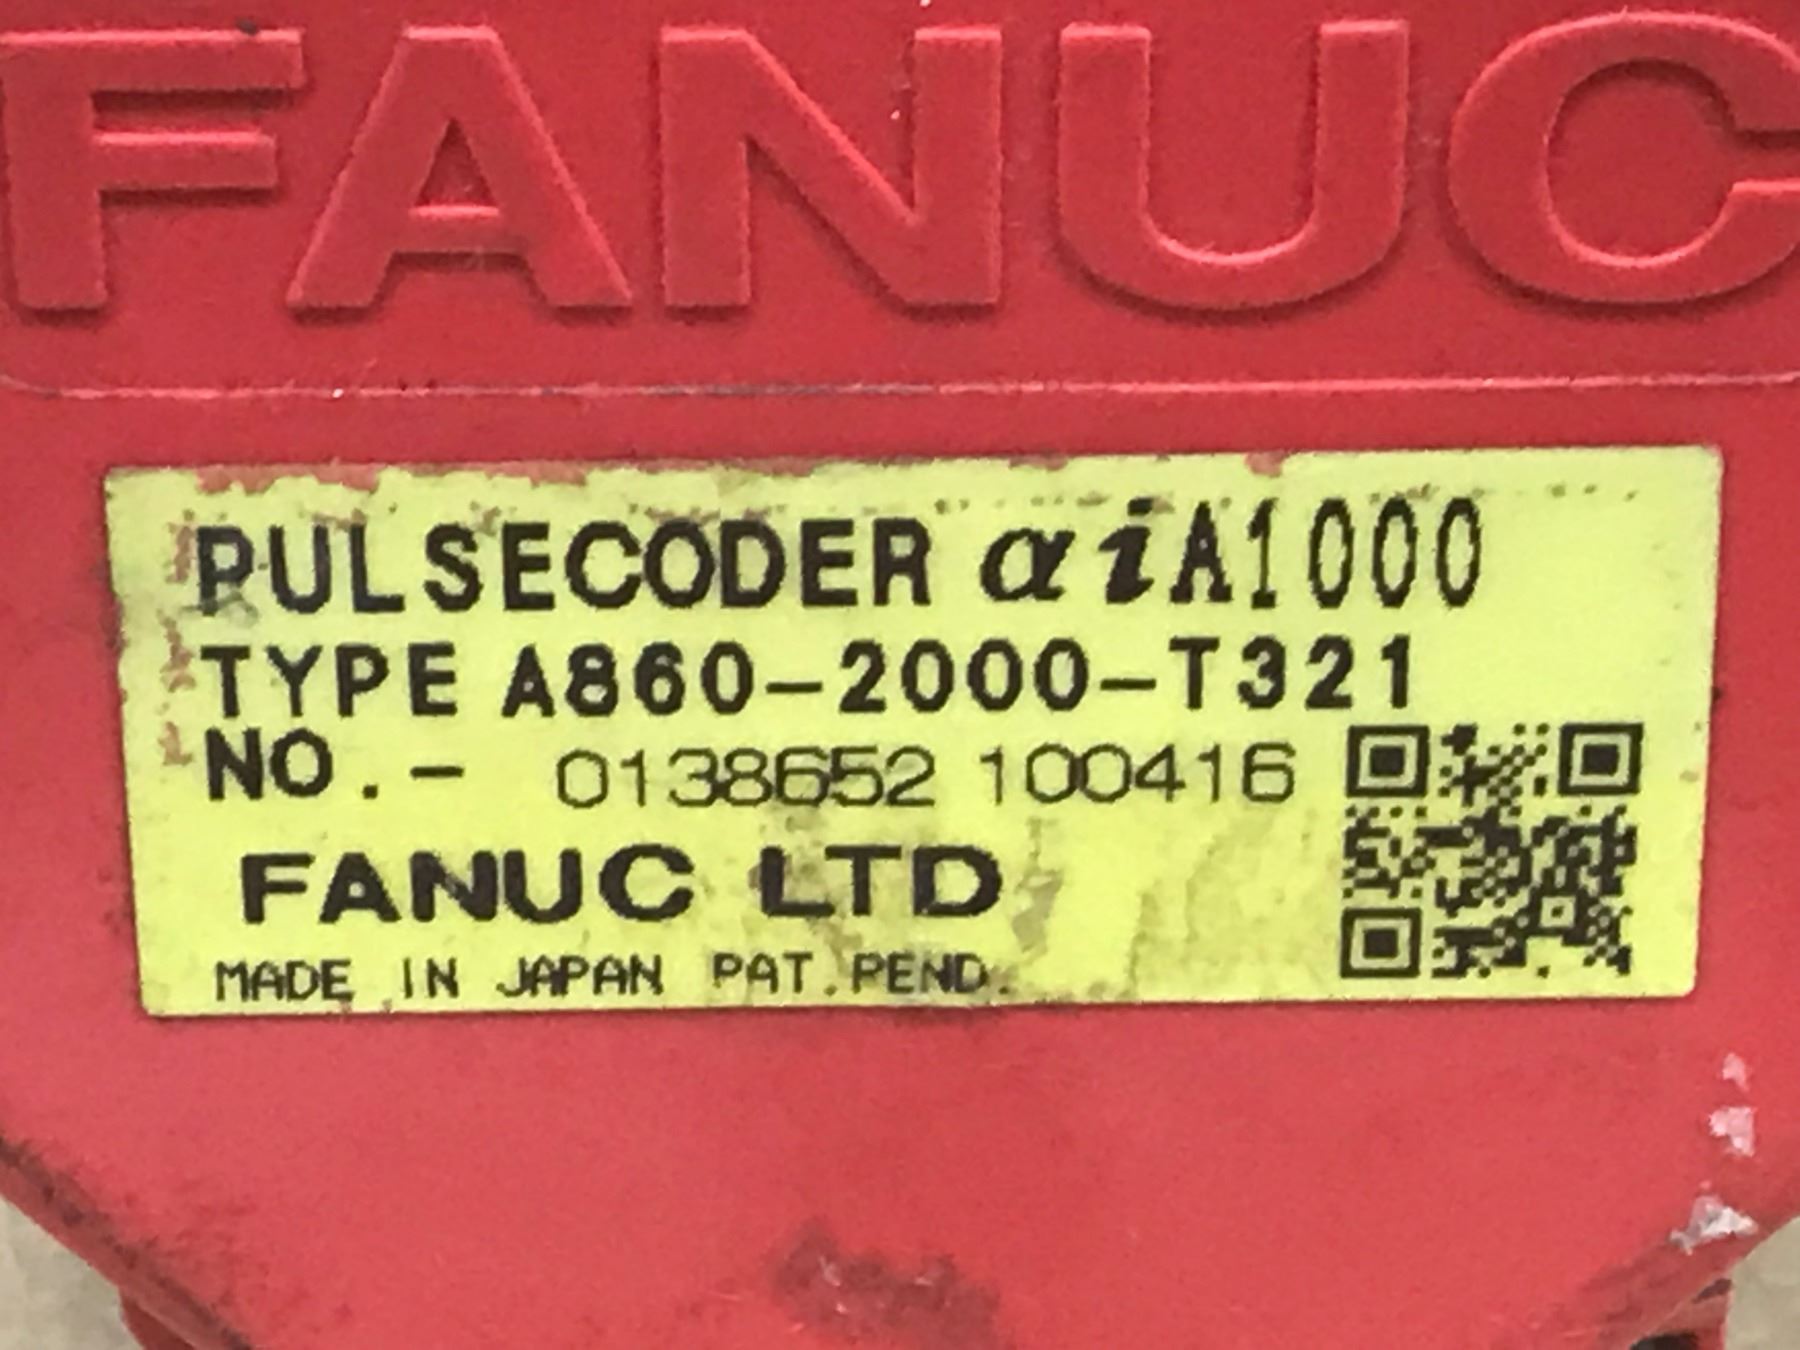 FANUC
PULSECODER αiA1000
TYPE A860-2000-T321
NO.- 0138652 100416
FANUC LTD
MADE IN JAPAN PAT.PEND.